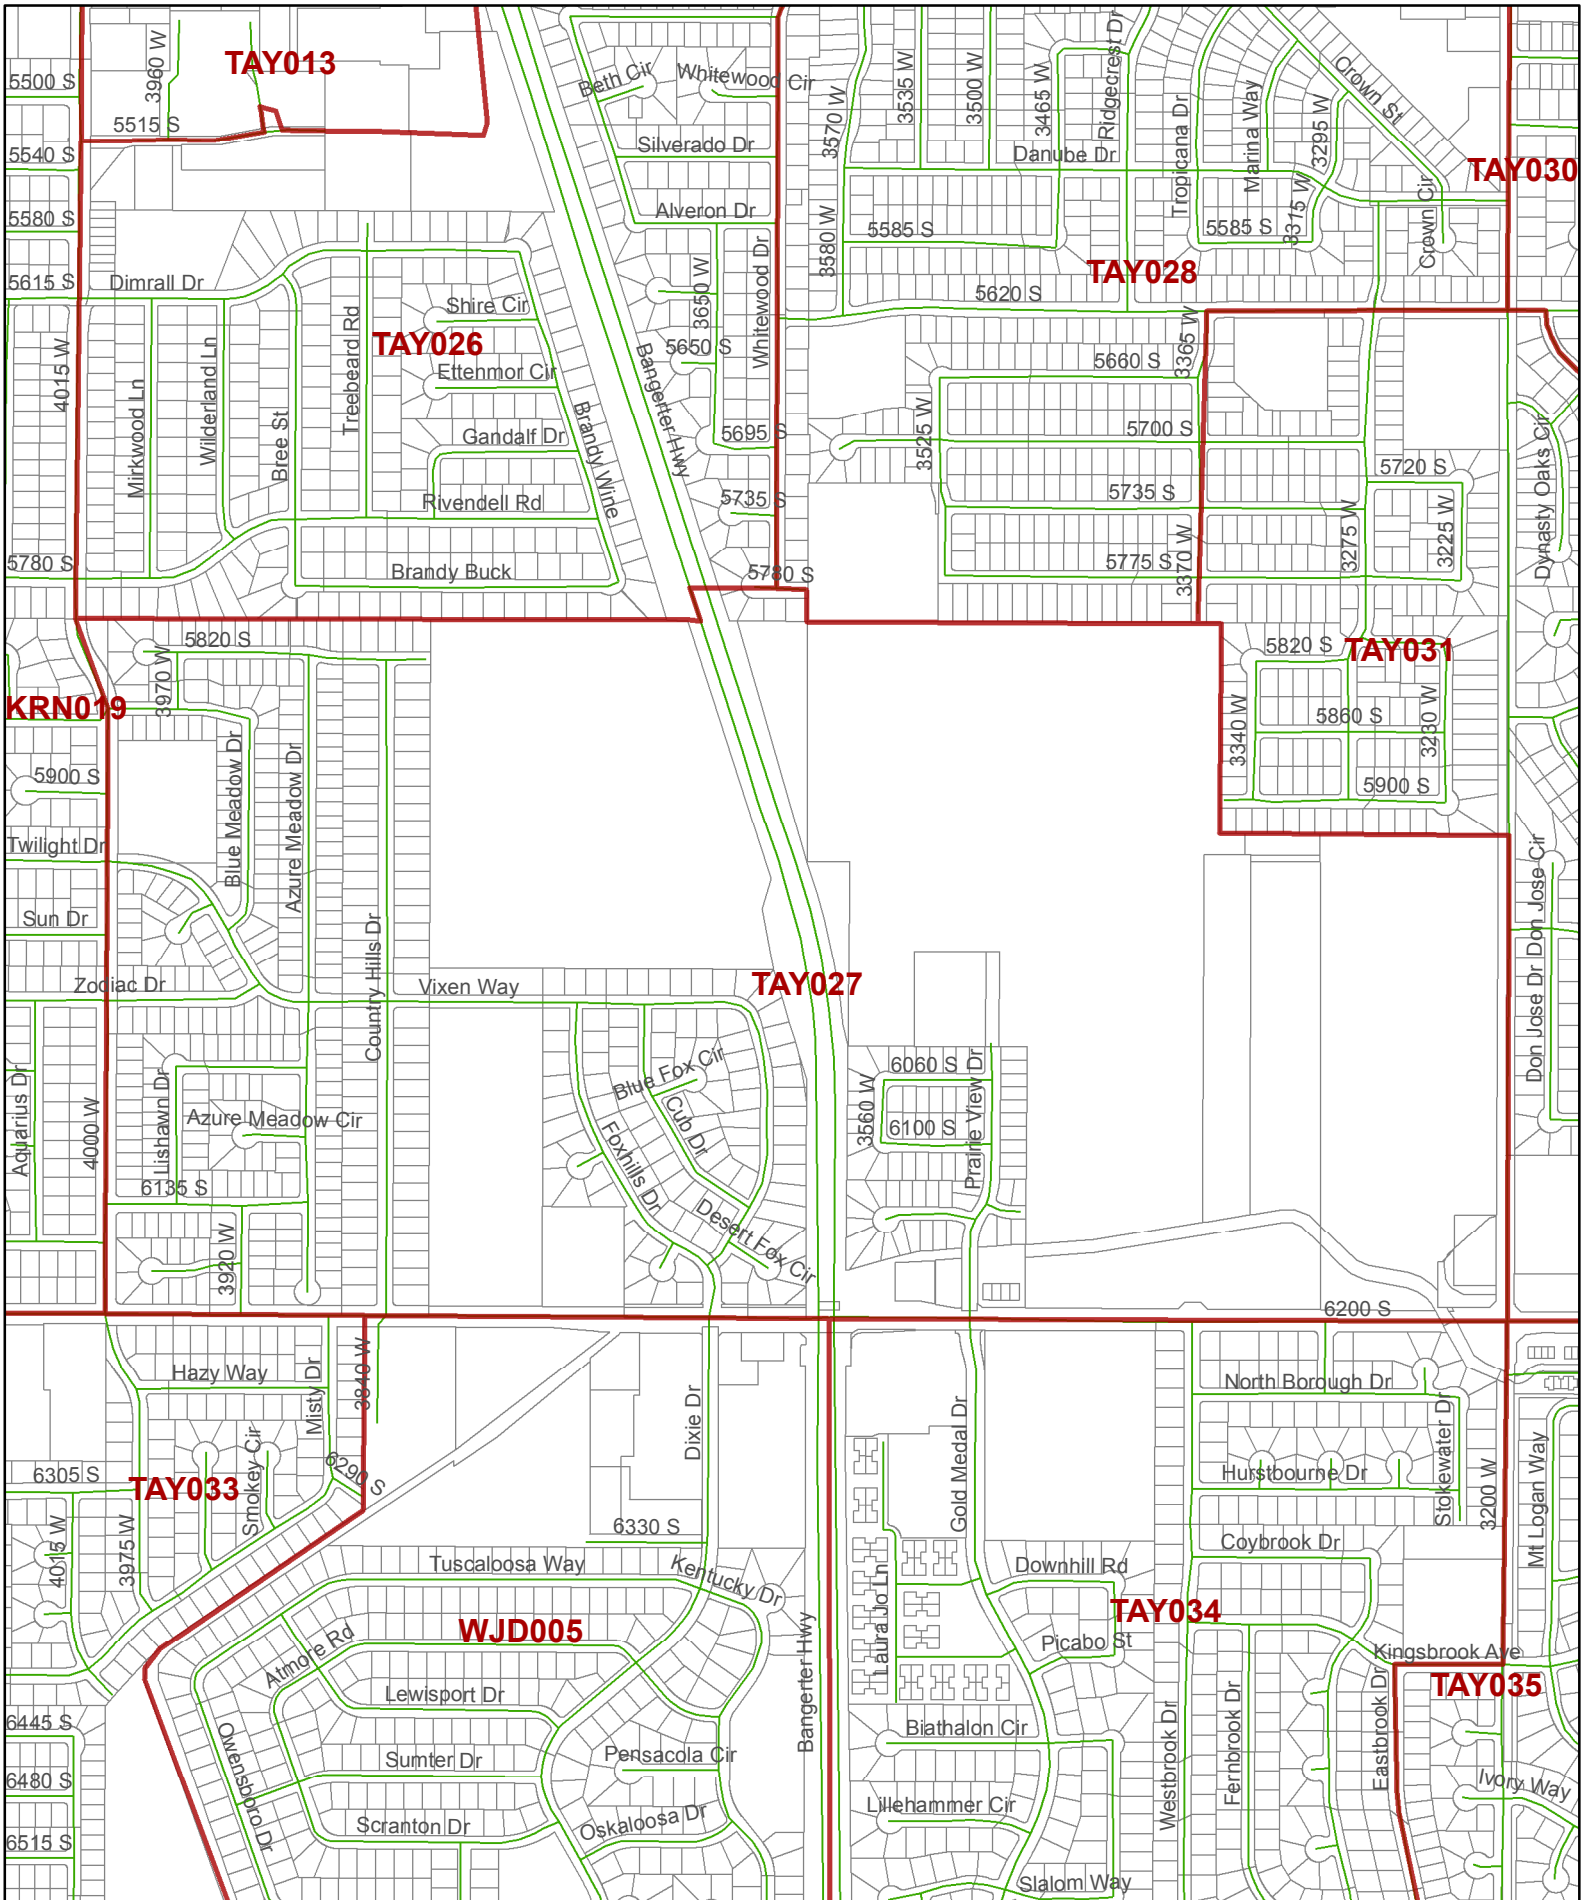 TAY013
3960 W
5500 S
5515 S
5540 S
5580 S
5615 S
Beth Cir
Whitewood Cir
Silverado Dr
Alveron Dr
3570 W
3535 W
3500 W
3465 W
Ridgecrest Dr
Tropicana Dr
Marina Way
3295 W
Crown St
Danube Dr
TAY030
3580 W
5585 S
5585 S
3315 W
Crown Cir
TAY028
5620 S
Dimrall Dr
Shire Cir
TAY026
Ettenmor Cir
Treebeard Rd
3650 W
Whitewood Dr
5650 S
Bangerter Hwy
4015 W
Mirkwood Ln
Wilderland Ln
Bree St
Gandalf Dr
Rivendell Rd
Brandy Wine
Brandy Buck
5695 S
5735 S
5780 S
5780 S
3525 W
5660 S
3365 W
5700 S
5735 S
5775 S
3370 W
5720 S
3275 W
3225 W
Dynasty Oaks Cir
5820 S
TAY031
5860 S
3340 W
3230 W
5900 S
5820 S
3970 W
KRN019
5900 S
Blue Meadow Dr
Azure Meadow Dr
Twilight Dr
Sun Dr
Zodiac Dr
Country Hills Dr
Vixen Way
TAY027
Don Jose Cir
Don Jose Dr
Aquarius Dr
4000 W
Lishawn Dr
Azure Meadow Cir
6135 S
3920 W
Blue Fox Cir
Cub Dr
Foxhills Dr
Desert Fox Cir
6060 S
3560 W
6100 S
Prairie View Dr
6200 S
Hazy Way
Misty Dr
3840 W
6305 S
TAY033
Smokey Cir
6290 S
4015 W
3975 W
Dixie Dr
6330 S
Tuscaloosa Way
Kentucky Dr
WJD005
Atmore Rd
Lewisport Dr
Owensboro Dr
Sumter Dr
Scranton Dr
Pensacola Cir
Oskaloosa Dr
6445 S
6480 S
6515 S
Bangerter Hwy
Gold Medal Dr
Laura Jo Ln
Downhill Rd
TAY034
Picabo St
Biathalon Cir
Lillehammer Cir
Slalom Way
North Borough Dr
Hurstbourne Dr
Stokewater Dr
3200 W
Mt Logan Way
Coybrook Dr
Kingsbrook Ave
TAY035
Westbrook Dr
Fernbrook Dr
Eastbrook Dr
Ivory Way